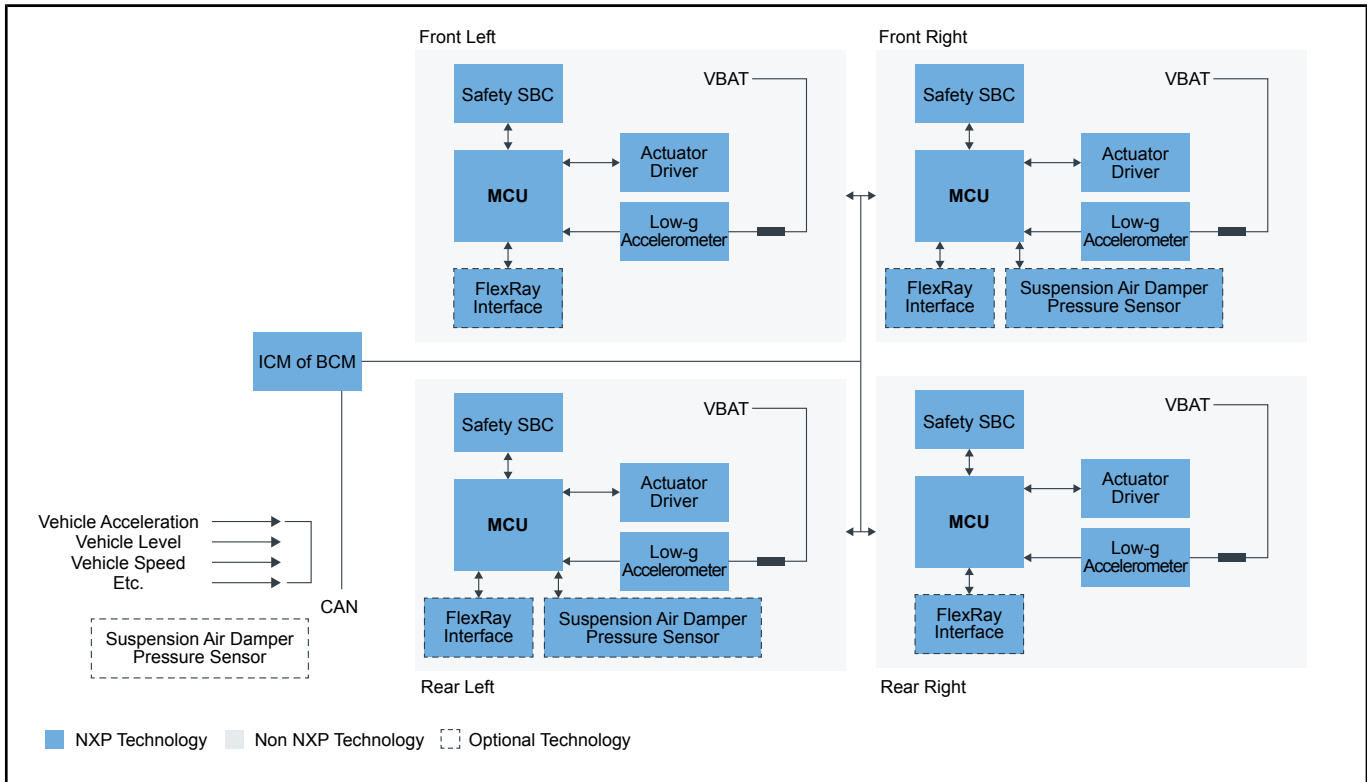 Front Left
Safety SBC
VBAT
MCU
Actuator
Driver
Low-g
Accelerometer
FlexRay
Interface
Front Right
Safety SBC
VBAT
MCU
Actuator
Driver
Low-g
Accelerometer
FlexRay
Interface
Suspension Air Damper
Pressure Sensor
ICM of BCM
Safety SBC
VBAT
MCU
Actuator
Driver
Low-g
Accelerometer
FlexRay
Interface
Suspension Air Damper
Pressure Sensor
Rear Left
Safety SBC
VBAT
MCU
Actuator
Driver
Low-g
Accelerometer
FlexRay
Interface
Rear Right
Vehicle Acceleration
Vehicle Level
Vehicle Speed
Etc.
CAN
Suspension Air Damper
Pressure Sensor
NXP Technology
Non NXP Technology
Optional Technology